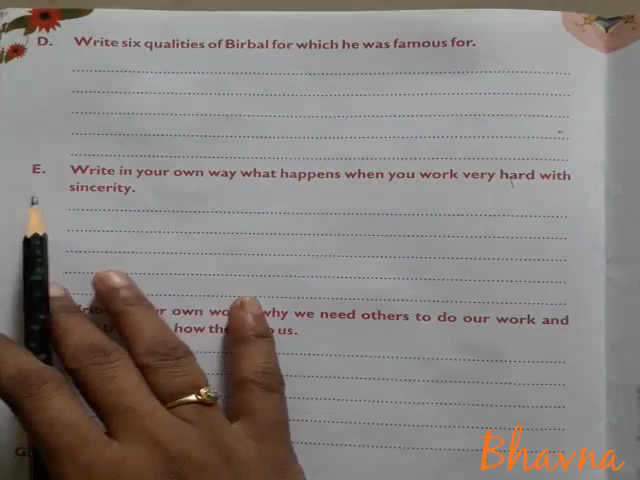 D. Write six qualities of Birbal for which he was famous for.
E. Write in your own way what happens when you work very hard with
sincerity.
own why we need others to do our work and
how us.
G.
Bhavna